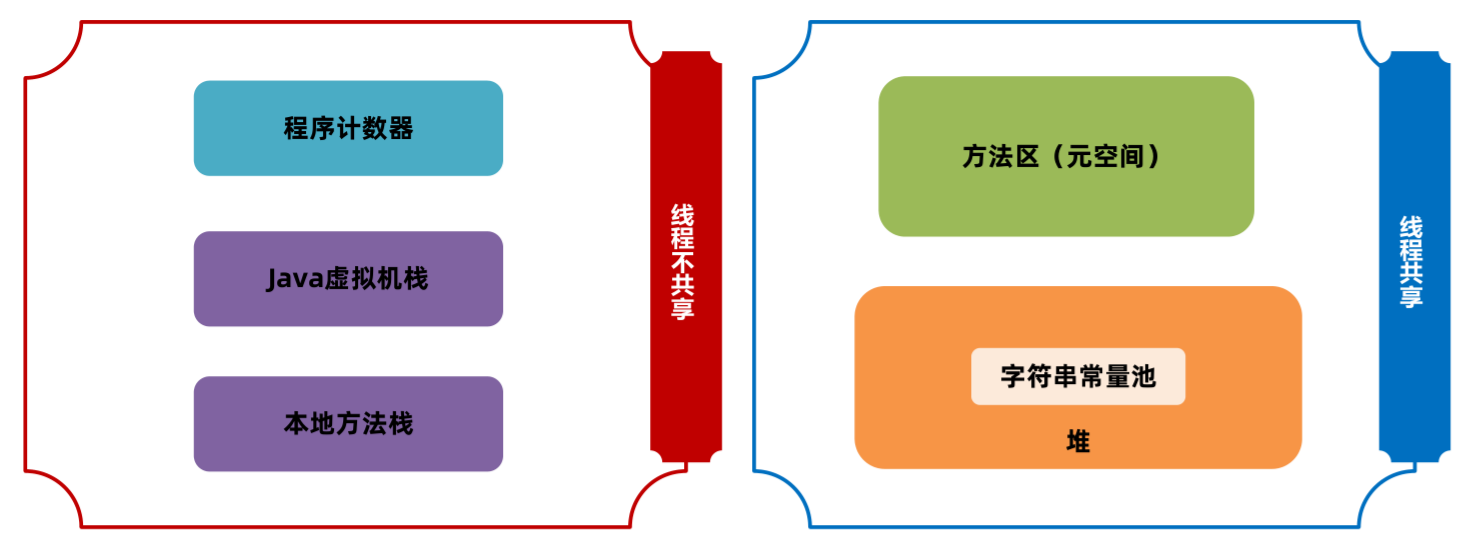 程序计数器
Java虚拟机栈
本地方法栈
线程不共享
方法区（元空间）
字符串常量池
堆
线程共享